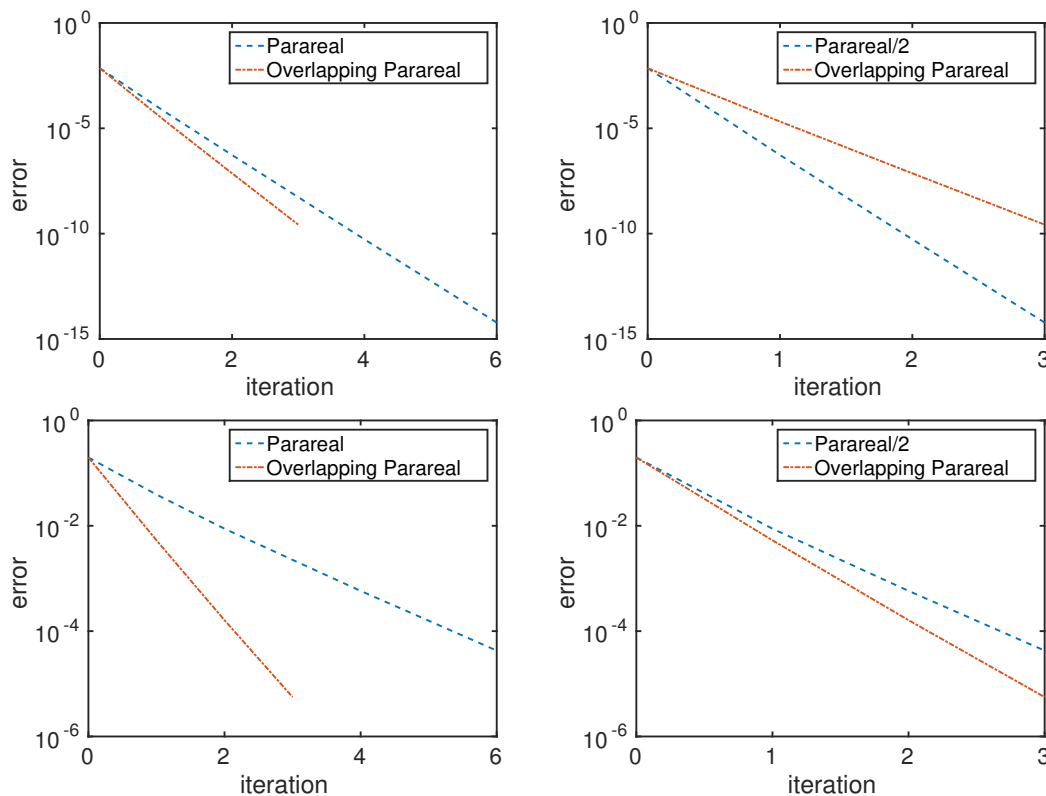 10^0
10^-5
10^-10
10^-15
error
Parareal
Overlapping Parareal
0 2 4 6
iteration
10^0
10^-5
10^-10
10^-15
error
Parareal/2
Overlapping Parareal
0 1 2 3
iteration
10^0
10^-2
10^-4
10^-6
error
Parareal
Overlapping Parareal
0 2 4 6
iteration
10^0
10^-2
10^-4
10^-6
error
Parareal/2
Overlapping Parareal
0 1 2 3
iteration